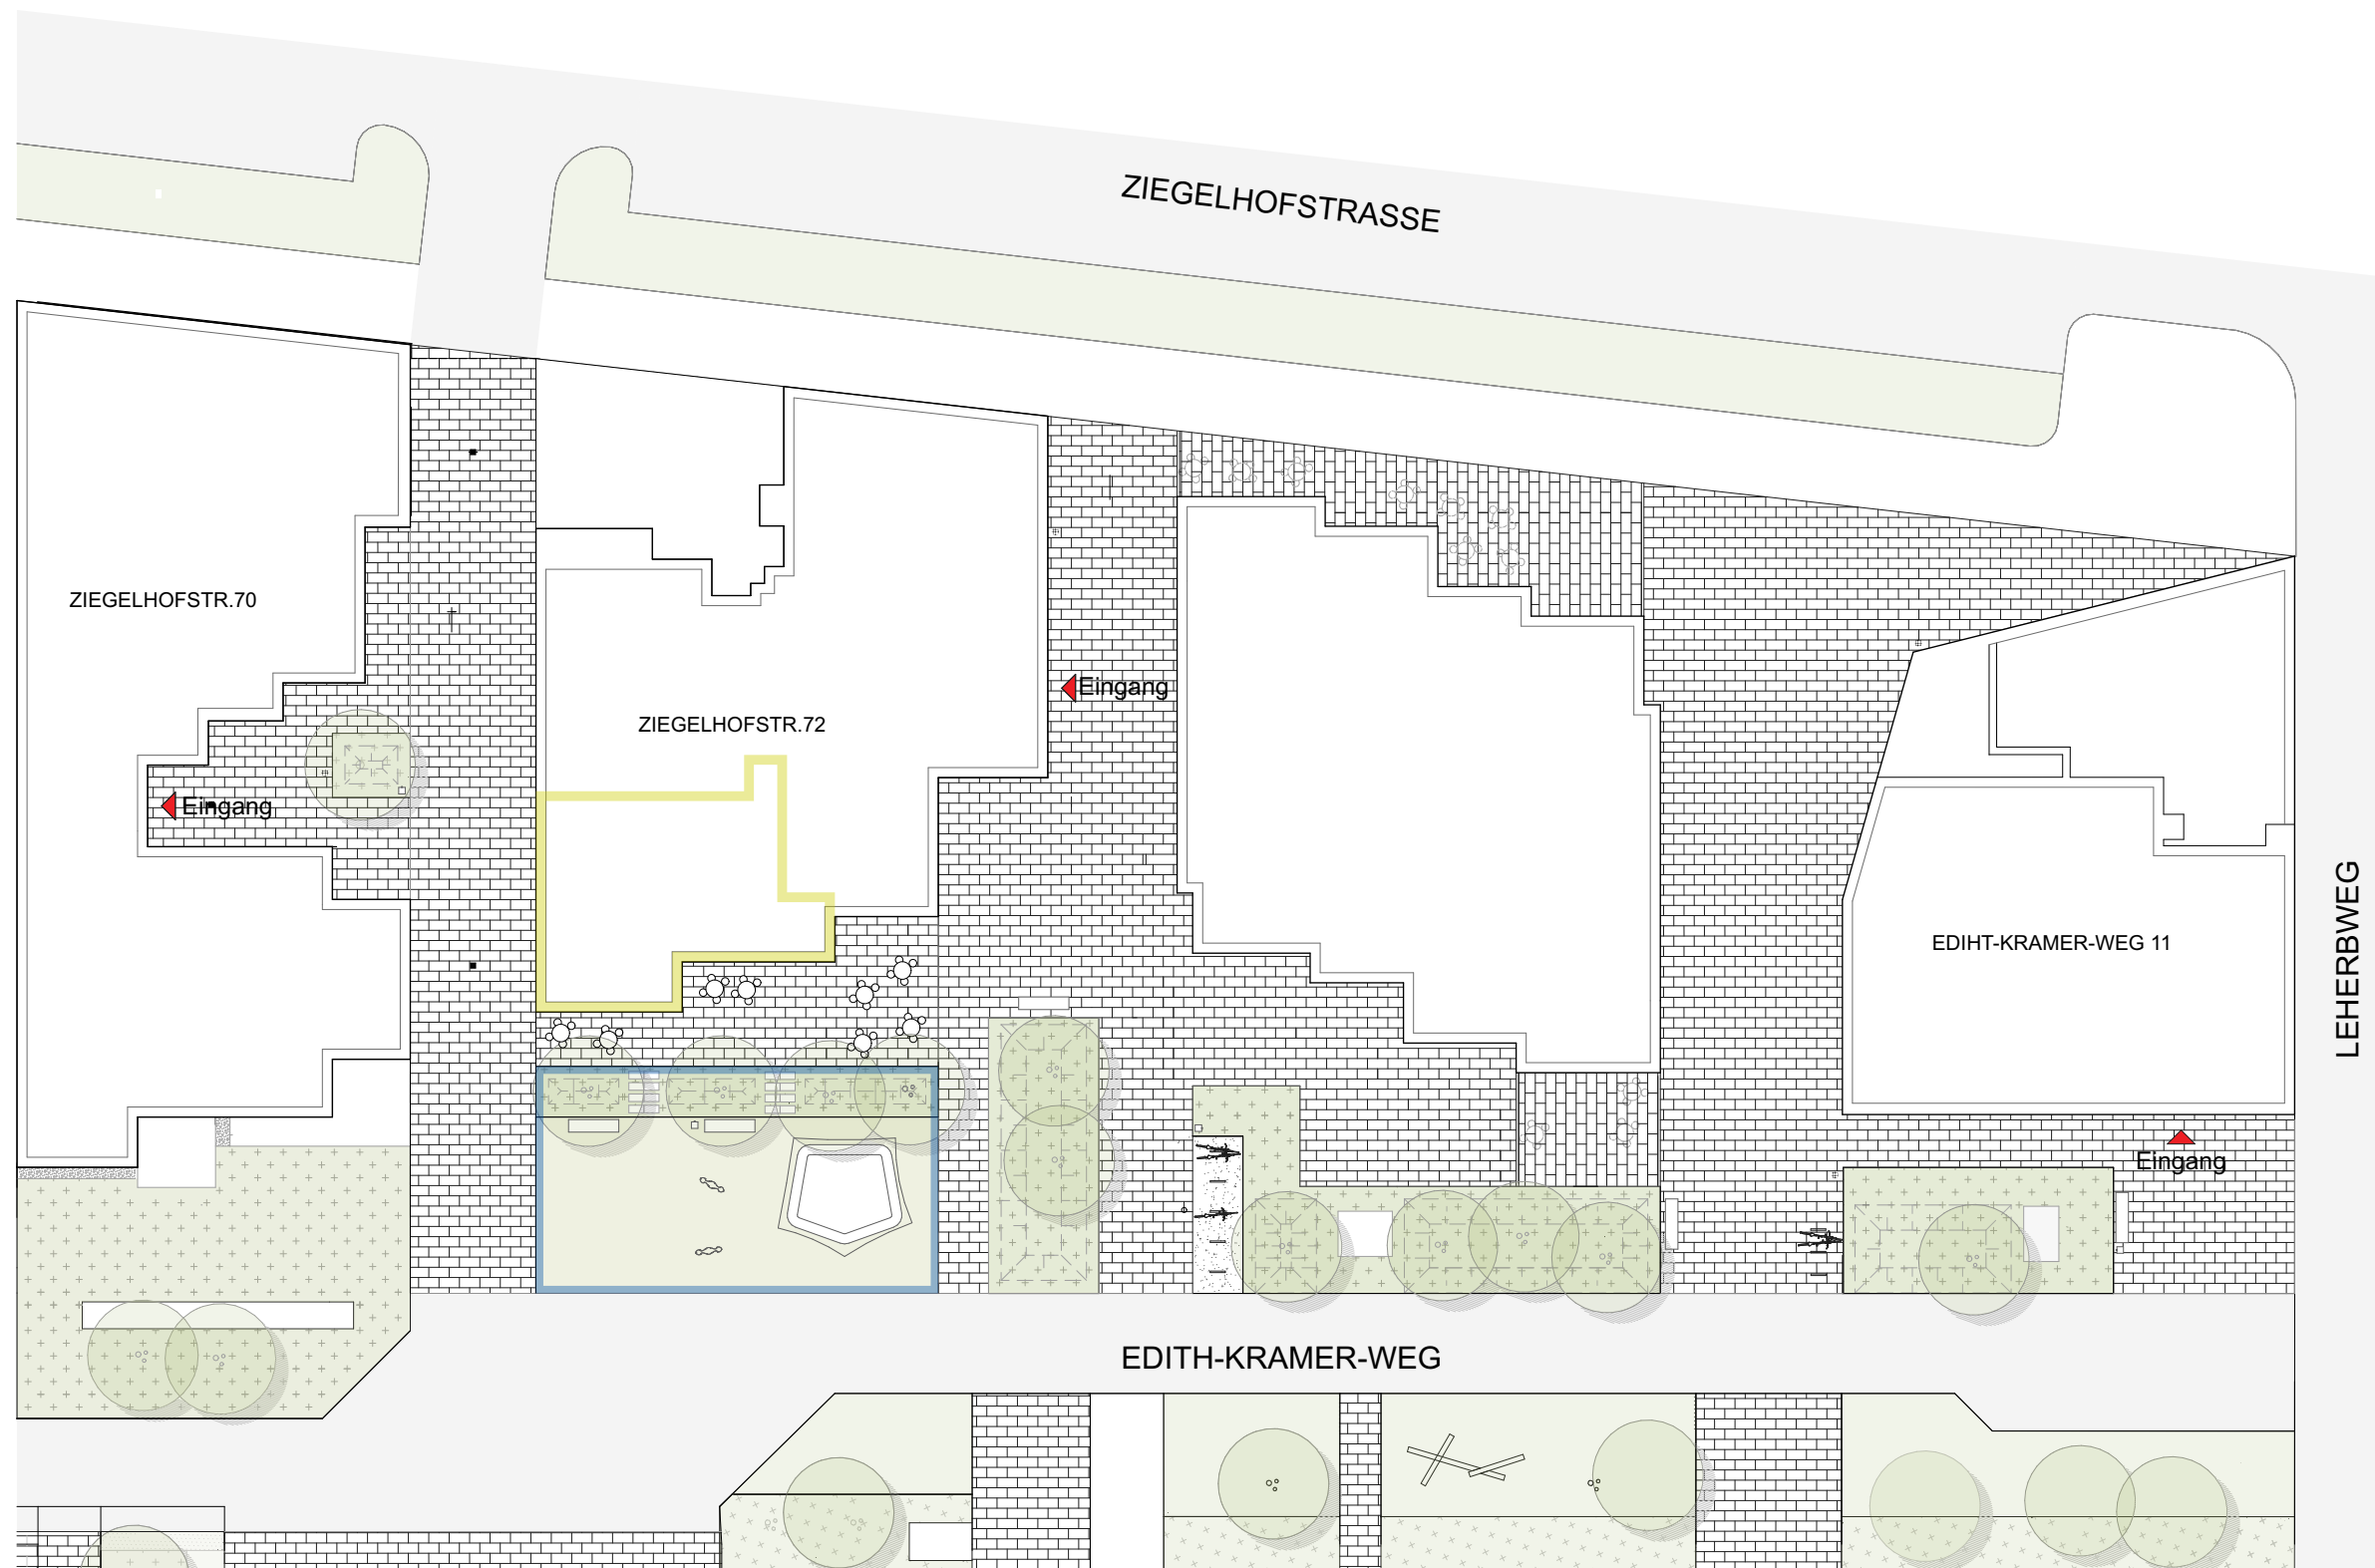 ZIEGELHOFSTRASSE
ZIEGELHOFSTR.70
Eingang
ZIEGELHOFSTR.72
Eingang
EDIHT-KRAMER-WEG 11
LEHERBWEG
Eingang
EDITH-KRAMER-WEG